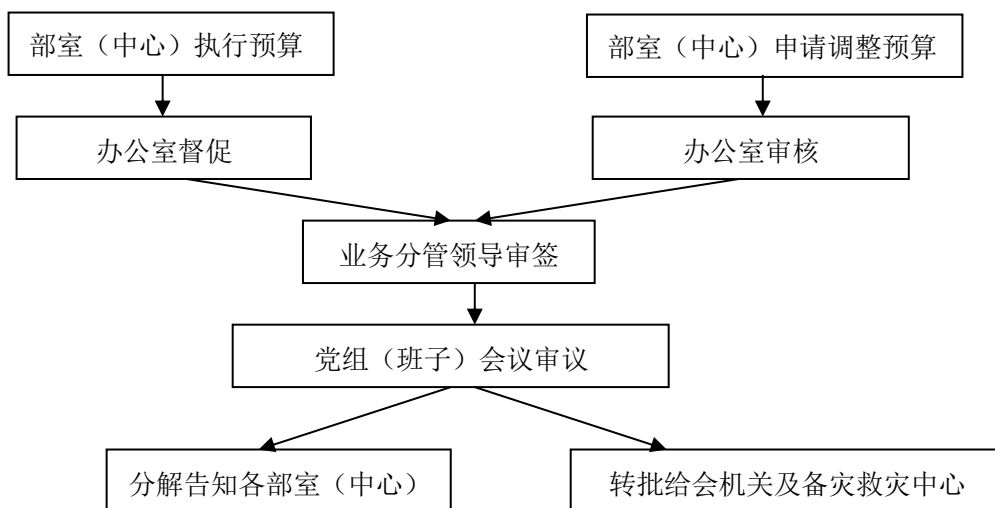 部室（中心）执行预算
部室（中心）申请调整预算
办公室督促
办公室审核
业务分管领导审签
党组（班子）会议审议
分解告知各部室（中心）
转批给会机关及备灾救灾中心